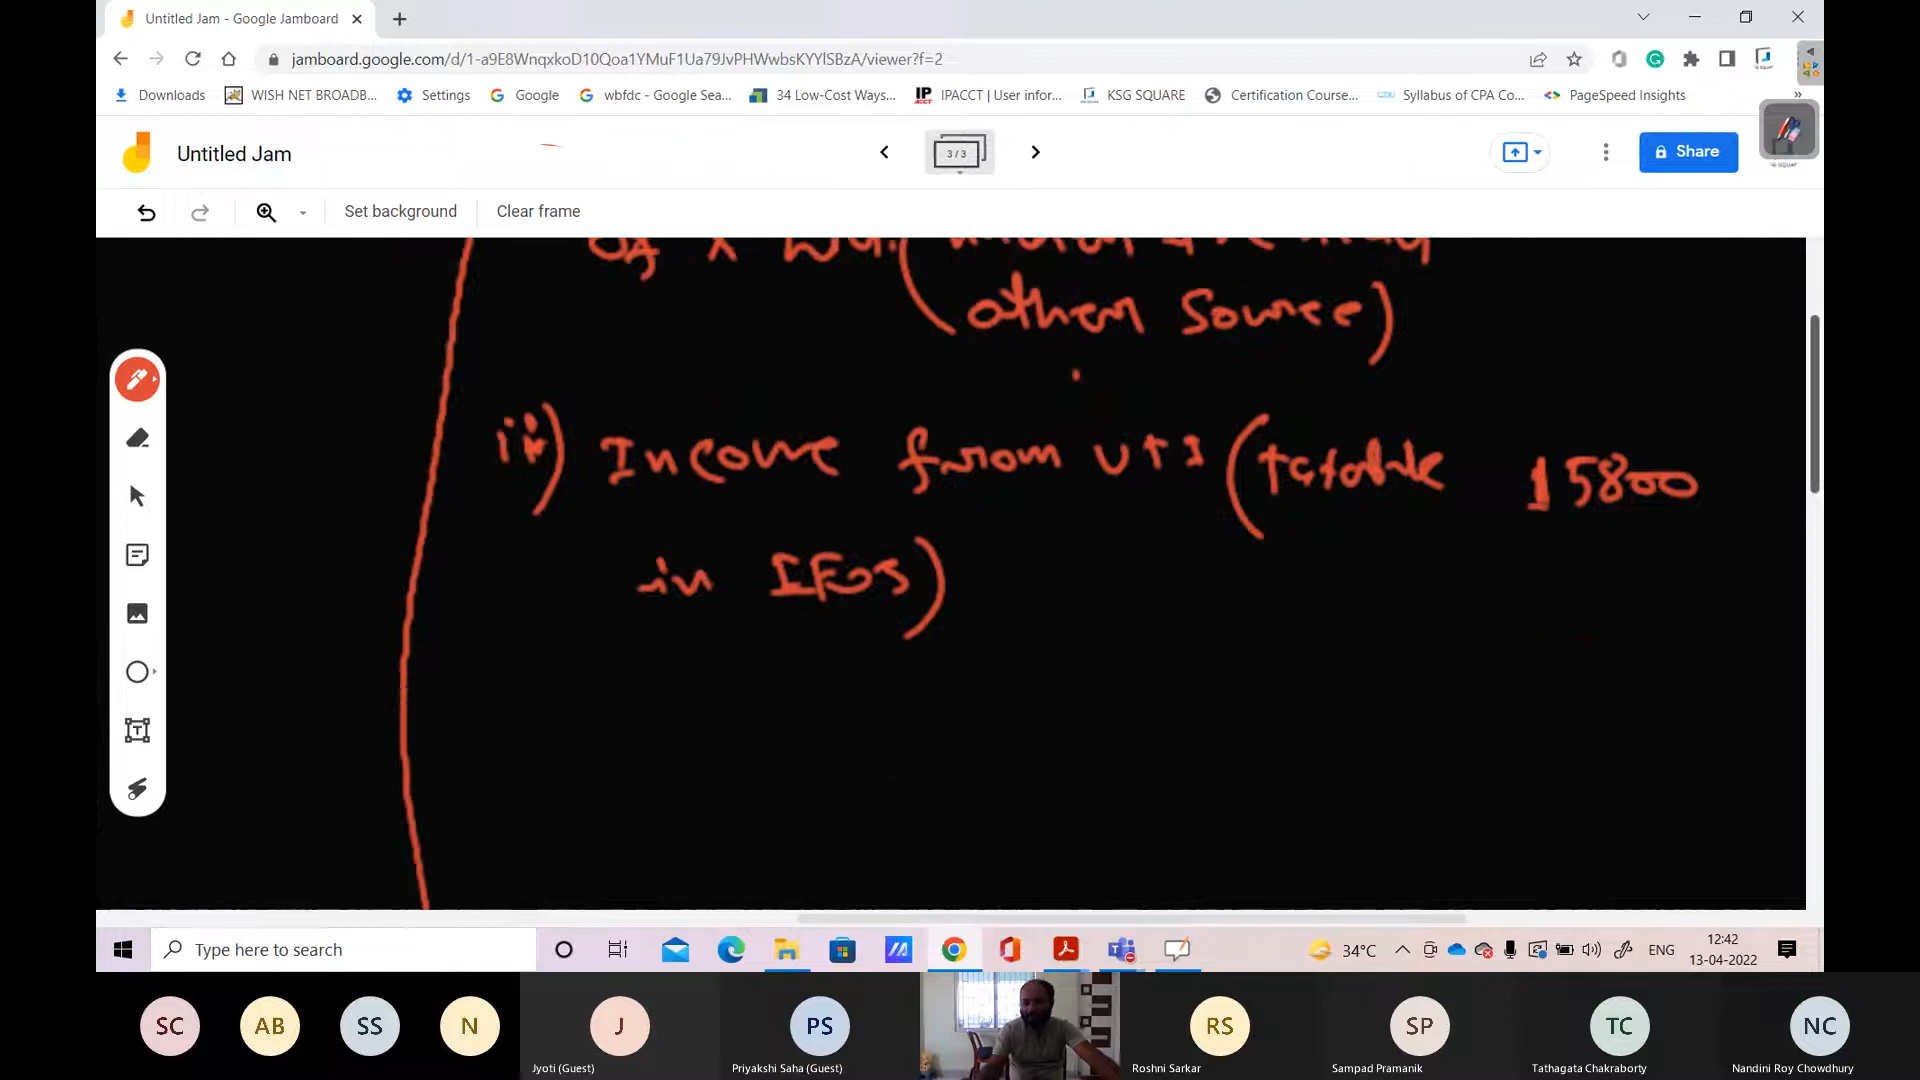 Untitled Jam - Google Jamboard
jamboard.google.com/d/1-a9E8WnqxkoD10Qoa1YMuF1Ua79JvPHWwbsKYYlSBzA/viewer?f=2
Downloads WISH NET BROADB... Settings Google wbfdc - Google Sea... 34 Low-Cost Ways... IP IPACCT | User infor... KSG SQUARE Certification Course... Syllabus of CPA Co... PageSpeed Insights »
Untitled Jam 3 / 3 Share
Set background Clear frame
other source)
ii) Income from UTI (taxable 15800
in IFOS)
Type here to search 34°C ENG 12:42
13-04-2022
SC AB SS N J PS RS SP TC NC
Jyoti (Guest) Priyakshi Saha (Guest) Roshni Sarkar Sampad Pramanik Tathagata Chakraborty Nandini Roy Chowdhury